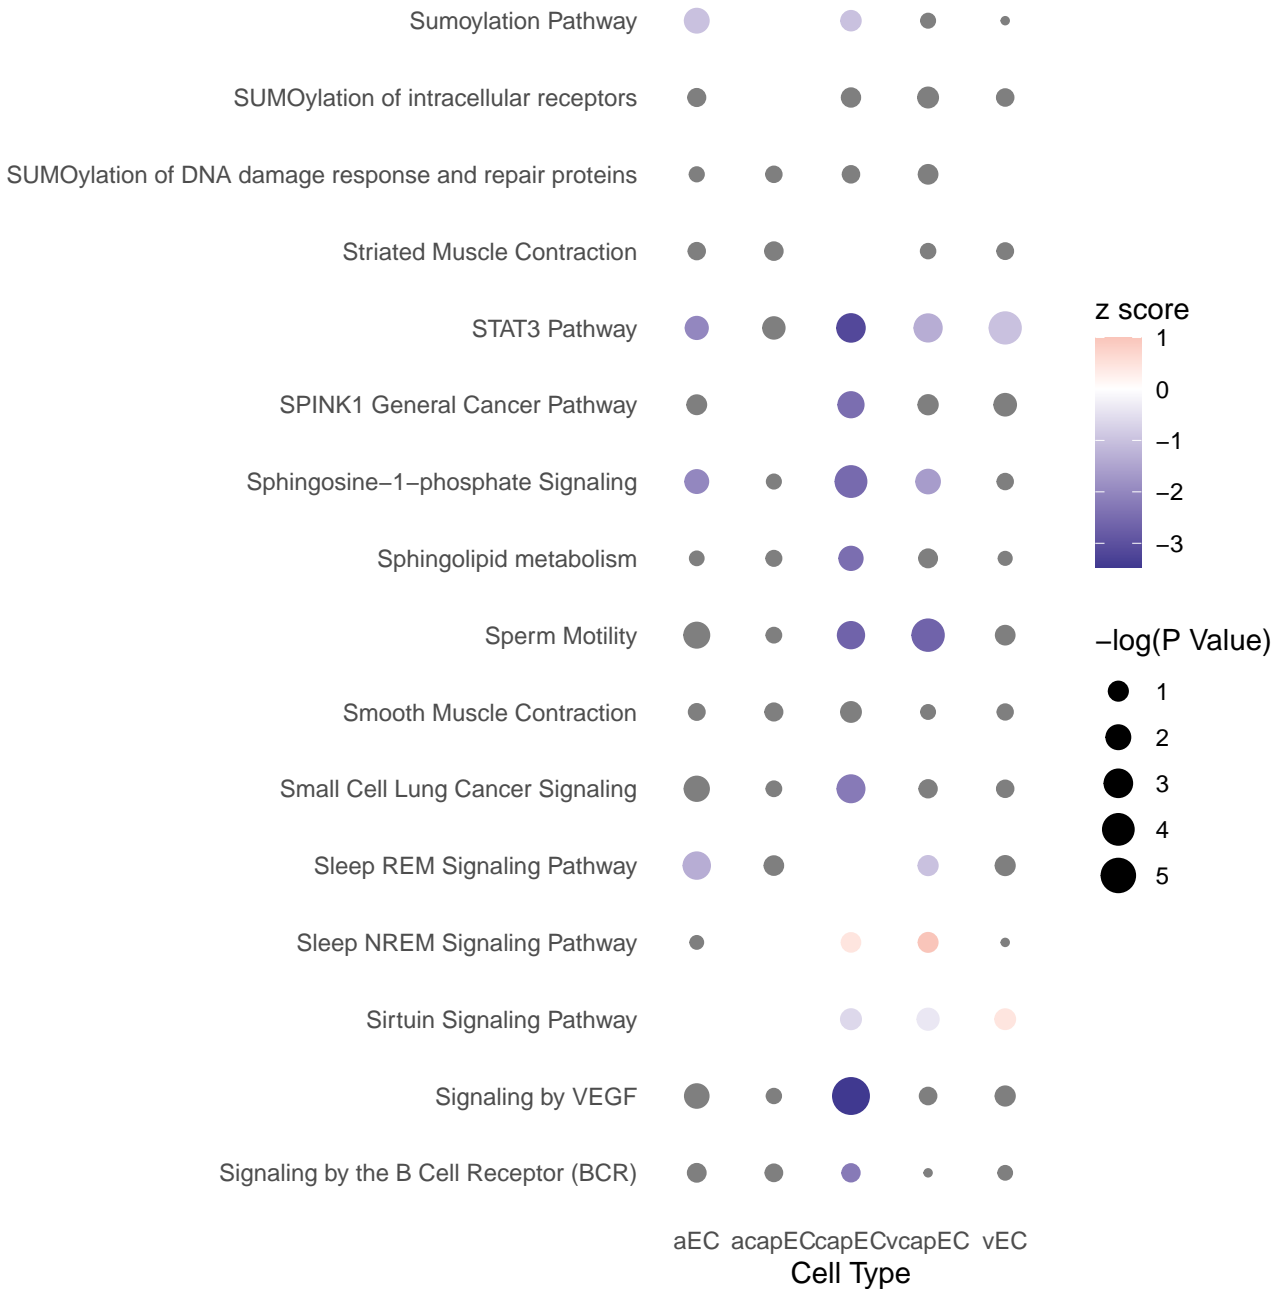 Sumoylation Pathway
SUMOylation of intracellular receptors
SUMOylation of DNA damage response and repair proteins
Striated Muscle Contraction
STAT3 Pathway
SPINK1 General Cancer Pathway
Sphingosine−1−phosphate Signaling
Sphingolipid metabolism
Sperm Motility
Smooth Muscle Contraction
Small Cell Lung Cancer Signaling
Sleep REM Signaling Pathway
Sleep NREM Signaling Pathway
Sirtuin Signaling Pathway
Signaling by VEGF
Signaling by the B Cell Receptor (BCR)
aEC acapEC capEC vcapEC vEC
Cell Type
z score
1
0
−1
−2
−3
−log(P Value)
1
2
3
4
5